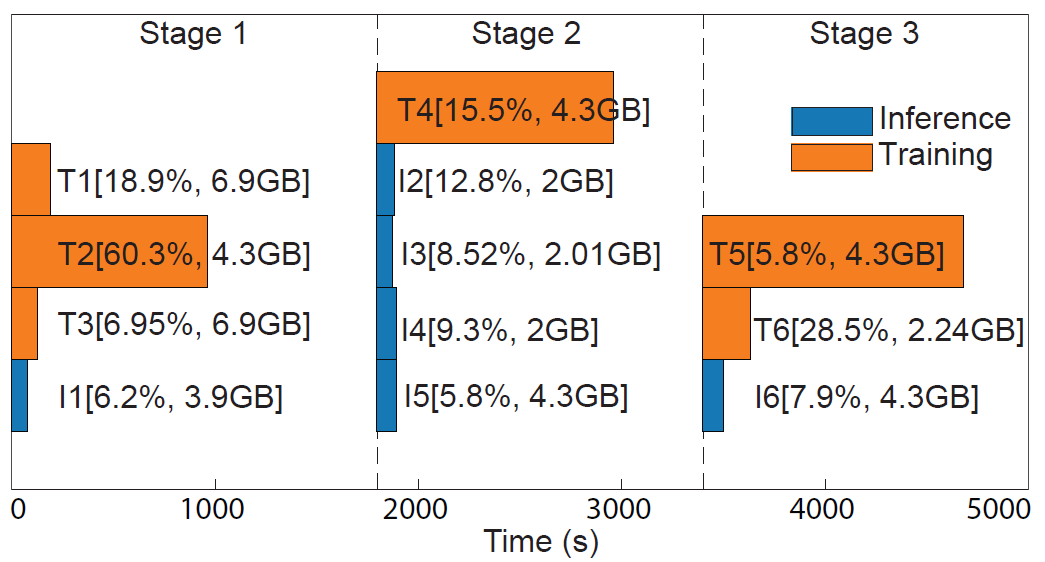 Stage 1
Stage 2
Stage 3
T4[15.5%, 4.3GB]
Inference
Training
T1[18.9%, 6.9GB]
I2[12.8%, 2GB]
T2[60.3%, 4.3GB]
I3[8.52%, 2.01GB]
T5[5.8%, 4.3GB]
T3[6.95%, 6.9GB]
I4[9.3%, 2GB]
T6[28.5%, 2.24GB]
I1[6.2%, 3.9GB]
I5[5.8%, 4.3GB]
I6[7.9%, 4.3GB]
0 1000 2000 3000 4000 5000
Time (s)